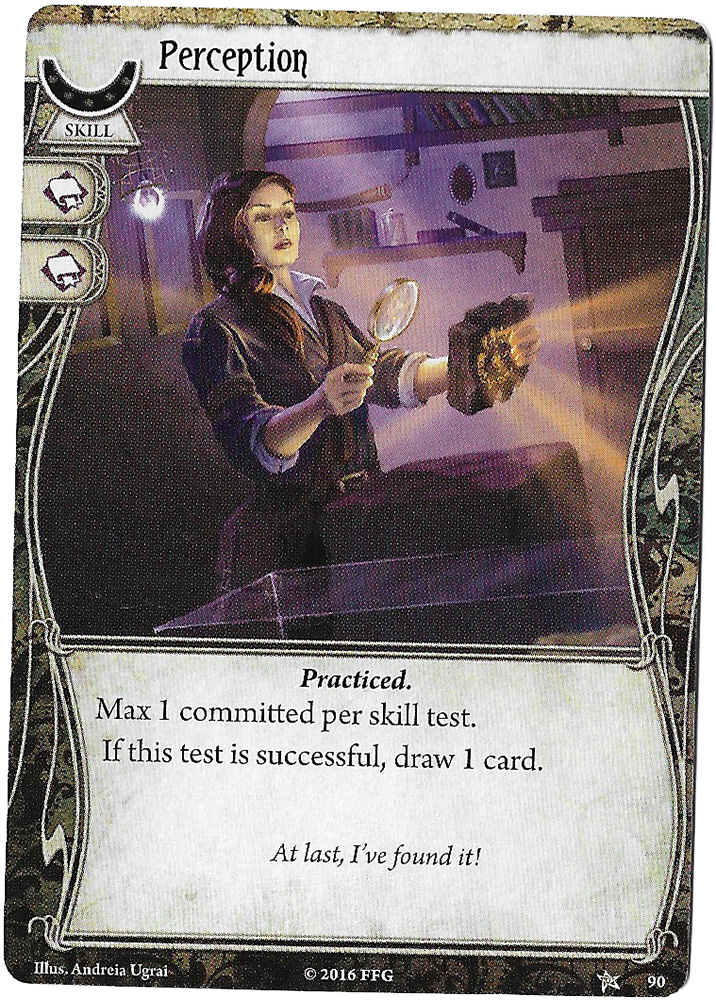 Perception
SKILL
Practiced.
Max 1 committed per skill test.
If this test is successful, draw 1 card.
At last, I've found it!
Illus. Andreia Ugrai
© 2016 FFG
90